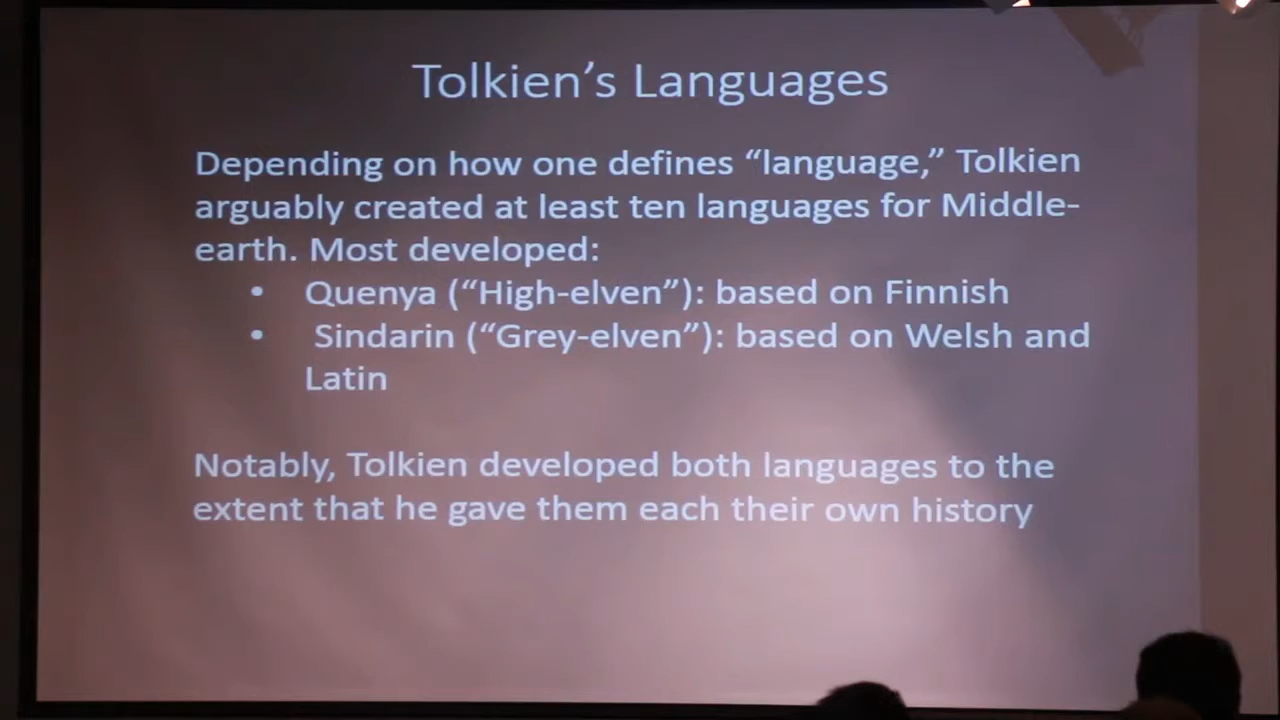 Tolkien’s Languages
Depending on how one defines “language,” Tolkien
arguably created at least ten languages for Middle-
earth. Most developed:
• Quenya (“High-elven”): based on Finnish
• Sindarin (“Grey-elven”): based on Welsh and
Latin
Notably, Tolkien developed both languages to the
extent that he gave them each their own history